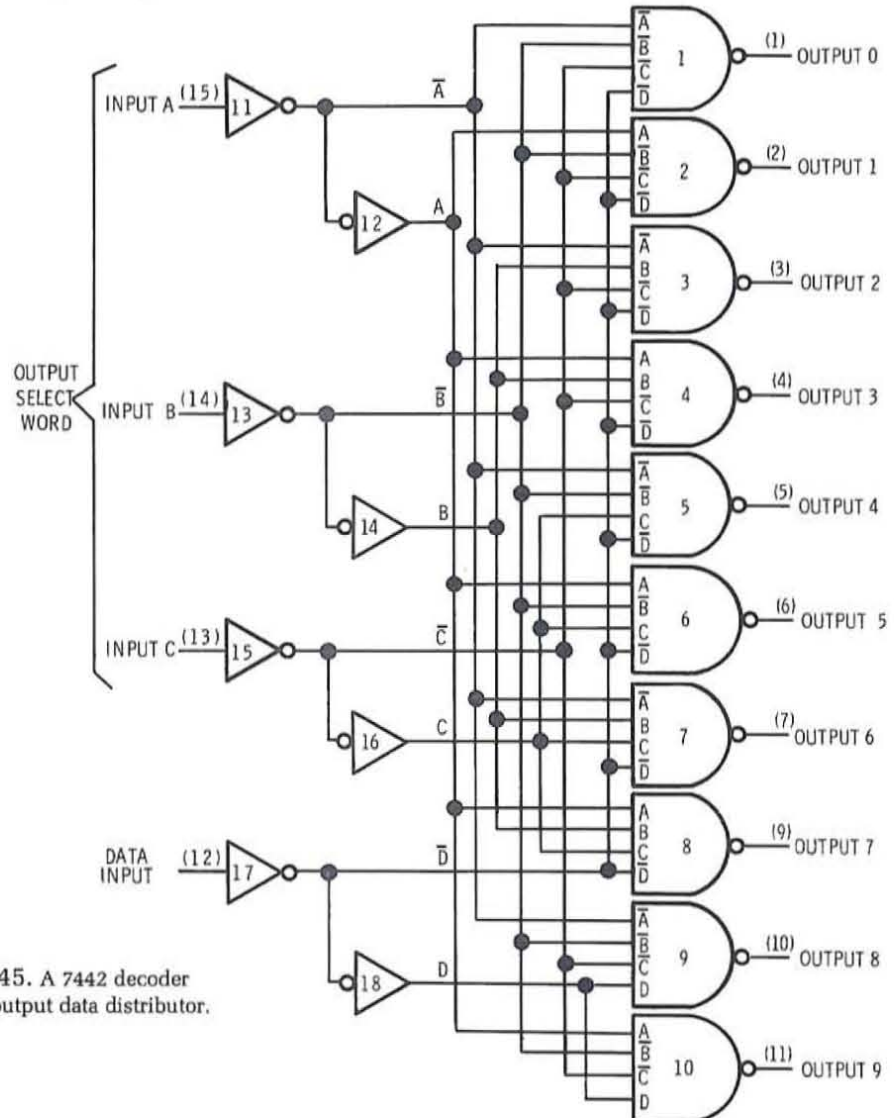 INPUT A (15) 11 A̅
12 A
OUTPUT
SELECT
WORD
INPUT B (14) 13 B̅
14 B
INPUT C (13) 15 C̅
16 C
DATA
INPUT (12) 17 D̅
18 D
A̅ B̅ C̅ D̅ 1 (1) OUTPUT 0
A B̅ C̅ D̅ 2 (2) OUTPUT 1
A̅ B C̅ D̅ 3 (3) OUTPUT 2
A B C̅ D̅ 4 (4) OUTPUT 3
A̅ B̅ C D̅ 5 (5) OUTPUT 4
A B̅ C D̅ 6 (6) OUTPUT 5
A̅ B C D̅ 7 (7) OUTPUT 6
A B C D̅ 8 (9) OUTPUT 7
A̅ B̅ C̅ D 9 (10) OUTPUT 8
A B̅ C̅ D 10 (11) OUTPUT 9
45. A 7442 decoder
output data distributor.